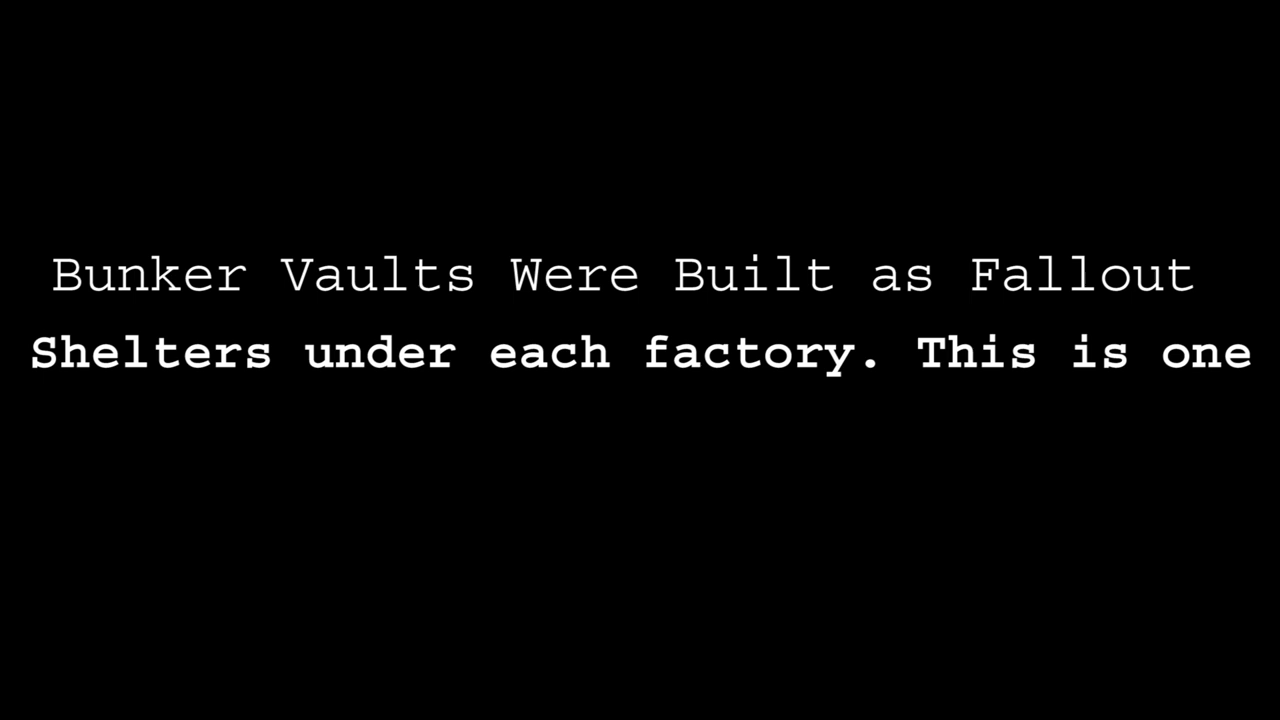 Bunker Vaults Were Built as Fallout
Shelters under each factory. This is one